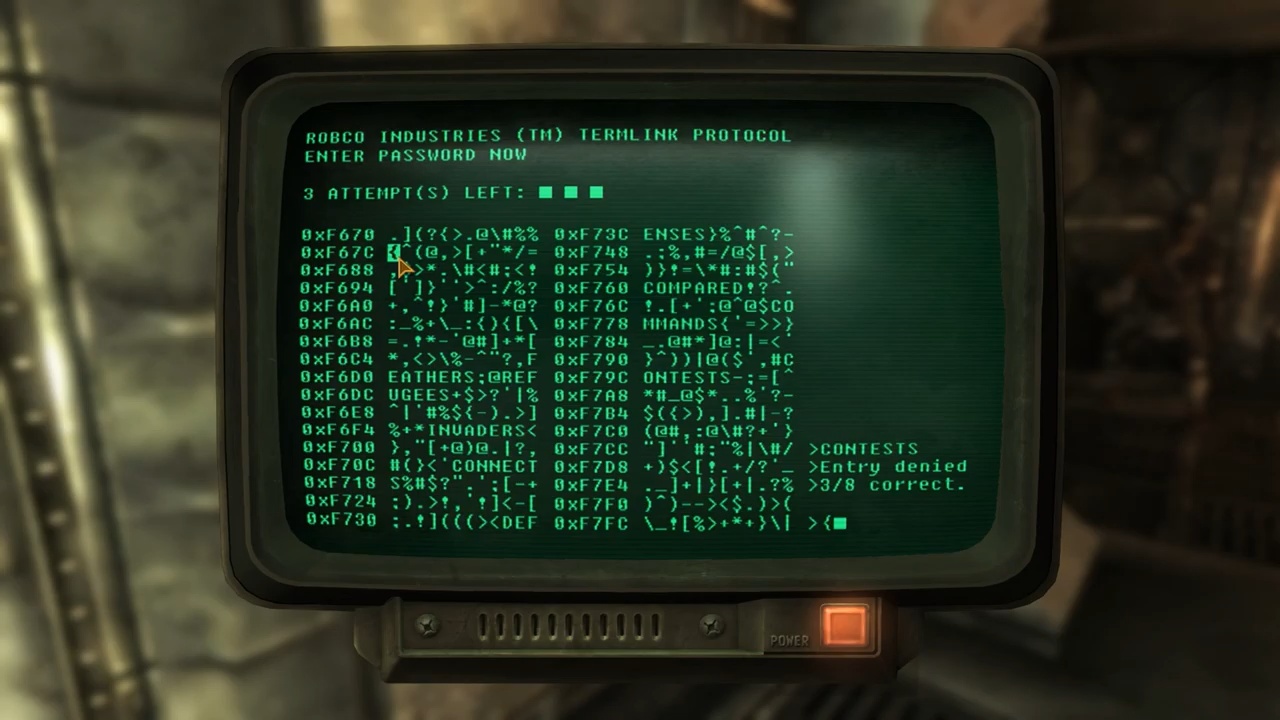 ROBCO INDUSTRIES (TM) TERMLINK PROTOCOL
ENTER PASSWORD NOW
3 ATTEMPT(S) LEFT: ■ ■ ■
0xF670 .](?{>.@\#%% 0xF73C ENSES}%^#^?-
0xF67C {^(@,>[+"*/= 0xF748 .:%,#=/@$[,>
0xF688 ,?>*.\#<#;<! 0xF754 )}!=\*#:#$("
0xF694 [']}''>^:/%? 0xF760 COMPARED!?^.
0xF6A0 +,^!}'#]-*@? 0xF76C !.[+':@^@$CO
0xF6AC :_%+\_:{){[\ 0xF778 MMANDS{'=>>}
0xF6B8 =.!*-'@#]+*[ 0xF784 _.@#*]@:|=<'
0xF6C4 *,<>\%-^"?,F 0xF790 }^))|@($',#C
0xF6D0 EATHERS;@REF 0xF79C ONTESTS-;=[^
0xF6DC UGEES+$>?'|% 0xF7A8 *#_@$*..%'?-
0xF6E8 ^|'#%${-).>] 0xF7B4 $({>),].#|-?
0xF6F4 %+*INVADERS< 0xF7C0 (@#,:@\#?+'}
0xF700 },"[+@)@.|?, 0xF7CC "]'#:"%|\#/ >CONTESTS
0xF70C #(}<'CONNECT 0xF7D8 +)$<[!.+/?'_ >Entry denied
0xF718 S%#$?",';[-+ 0xF7E4 ._]+|}[+|.?% >3/8 correct.
0xF724 :).>!,'!]<-[ 0xF7F0 )^)--><$.)>(
0xF730 :.!](((><DEF 0xF7FC \_![%>+*+}\| >{■
POWER